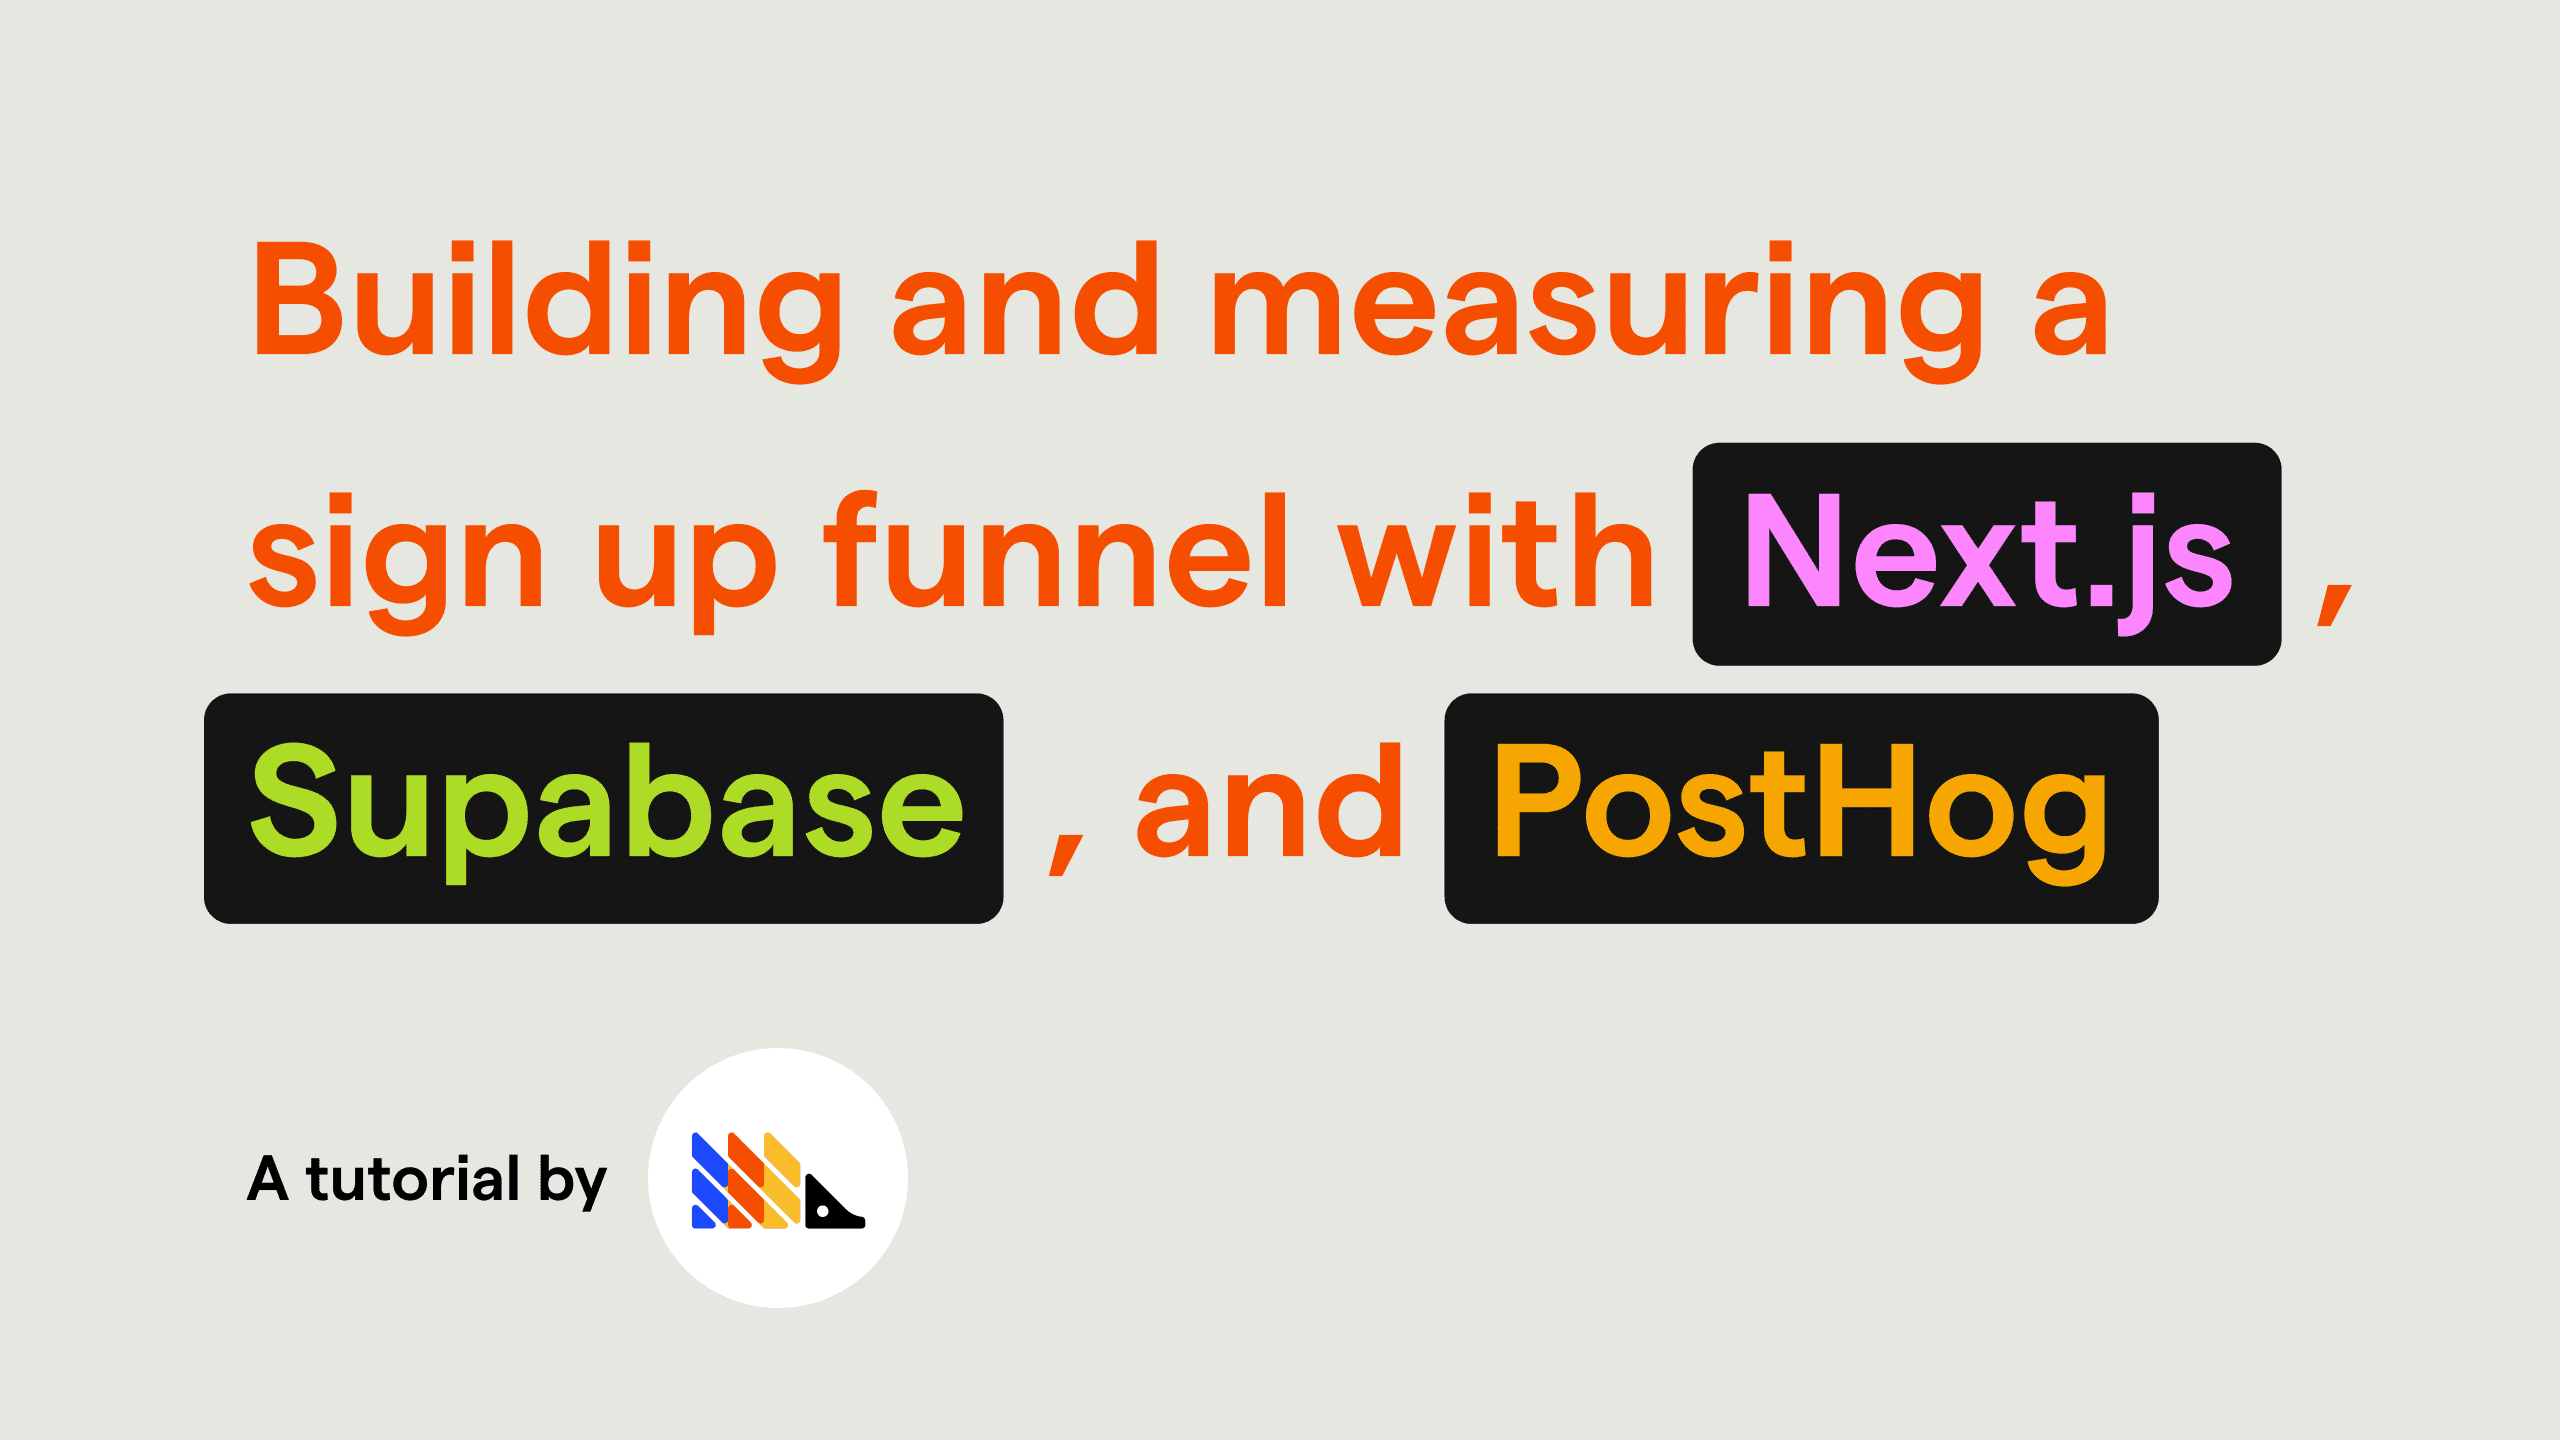 Building and measuring a
sign up funnel with Next.js ,
Supabase , and PostHog
A tutorial by